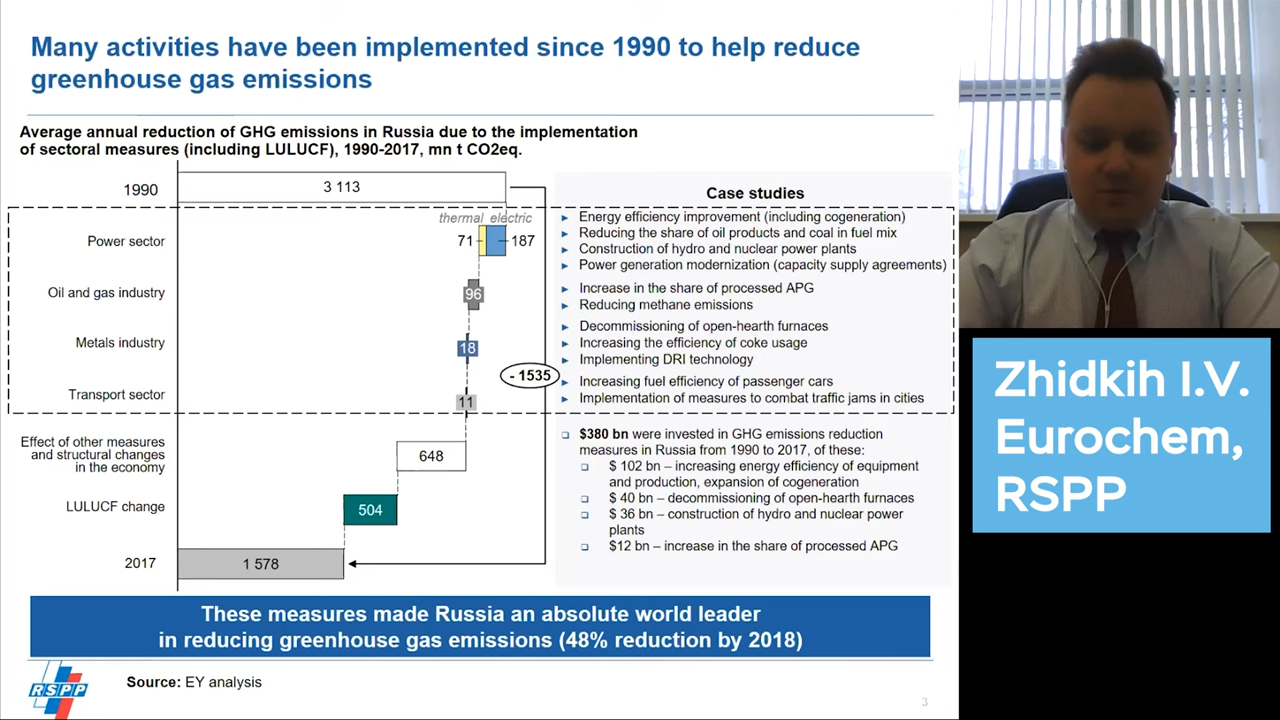 Many activities have been implemented since 1990 to help reduce
greenhouse gas emissions
Average annual reduction of GHG emissions in Russia due to the implementation
of sectoral measures (including LULUCF), 1990-2017, mn t CO2eq.
1990
3 113
thermal electric
Power sector
71
187
Oil and gas industry
96
Metals industry
18
Transport sector
11
- 1535
Effect of other measures
and structural changes
in the economy
648
LULUCF change
504
2017
1 578
Case studies
Energy efficiency improvement (including cogeneration)
Reducing the share of oil products and coal in fuel mix
Construction of hydro and nuclear power plants
Power generation modernization (capacity supply agreements)
Increase in the share of processed APG
Reducing methane emissions
Decommissioning of open-hearth furnaces
Increasing the efficiency of coke usage
Implementing DRI technology
Increasing fuel efficiency of passenger cars
Implementation of measures to combat traffic jams in cities
$380 bn were invested in GHG emissions reduction
measures in Russia from 1990 to 2017, of these:
$ 102 bn – increasing energy efficiency of equipment
and production, expansion of cogeneration
$ 40 bn – decommissioning of open-hearth furnaces
$ 36 bn – construction of hydro and nuclear power
plants
$12 bn – increase in the share of processed APG
These measures made Russia an absolute world leader
in reducing greenhouse gas emissions (48% reduction by 2018)
RSPP
Source: EY analysis
3
Zhidkih I.V.
Eurochem,
RSPP